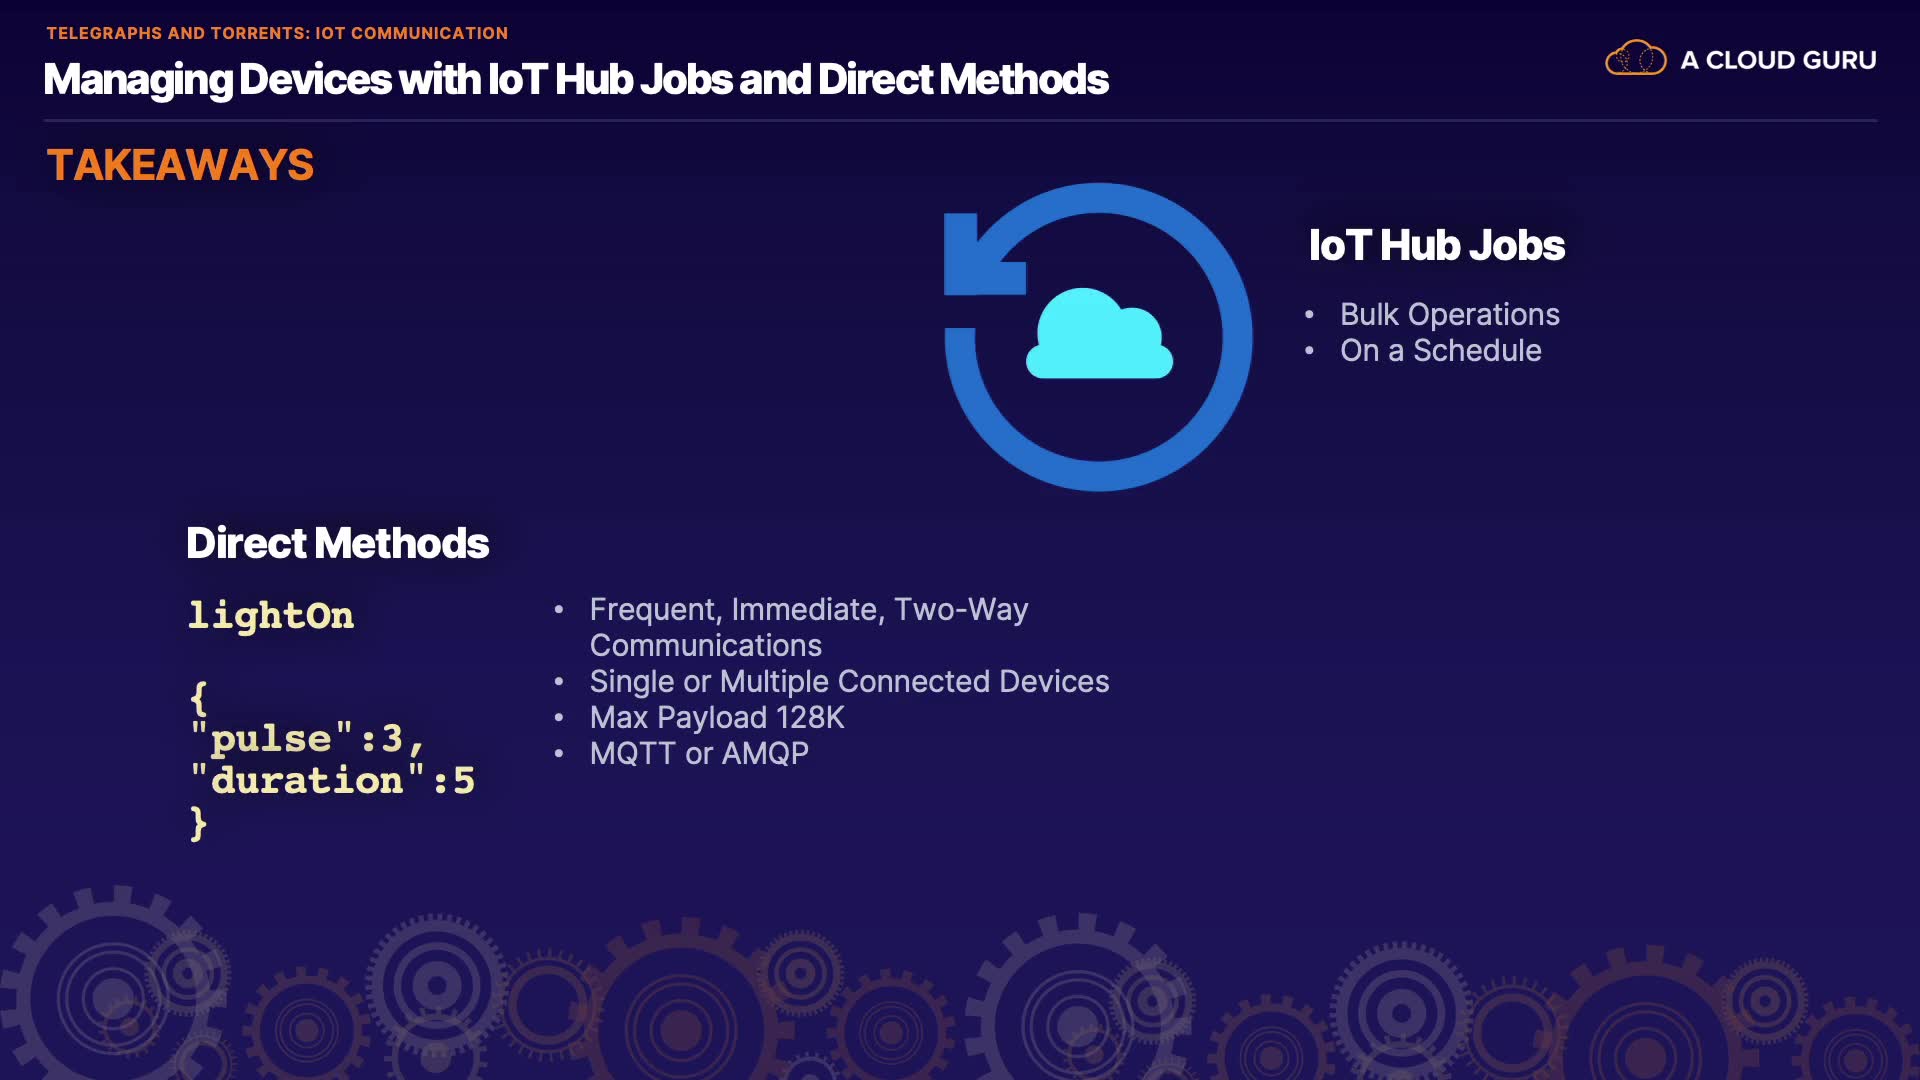 TELEGRAPHS AND TORRENTS: IOT COMMUNICATION
Managing Devices with IoT Hub Jobs and Direct Methods
A CLOUD GURU
TAKEAWAYS
IoT Hub Jobs
• Bulk Operations
• On a Schedule
Direct Methods
lightOn
{
"pulse":3,
"duration":5
}
• Frequent, Immediate, Two-Way
Communications
• Single or Multiple Connected Devices
• Max Payload 128K
• MQTT or AMQP